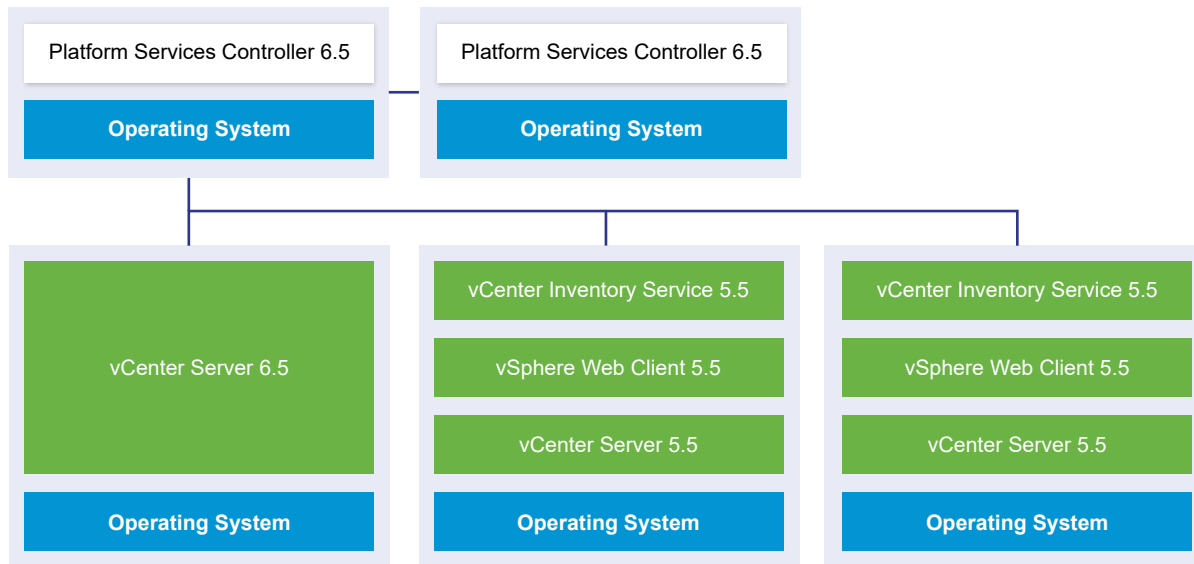 Platform Services Controller 6.5
Operating System
Platform Services Controller 6.5
Operating System
vCenter Server 6.5
Operating System
vCenter Inventory Service 5.5
vSphere Web Client 5.5
vCenter Server 5.5
Operating System
vCenter Inventory Service 5.5
vSphere Web Client 5.5
vCenter Server 5.5
Operating System